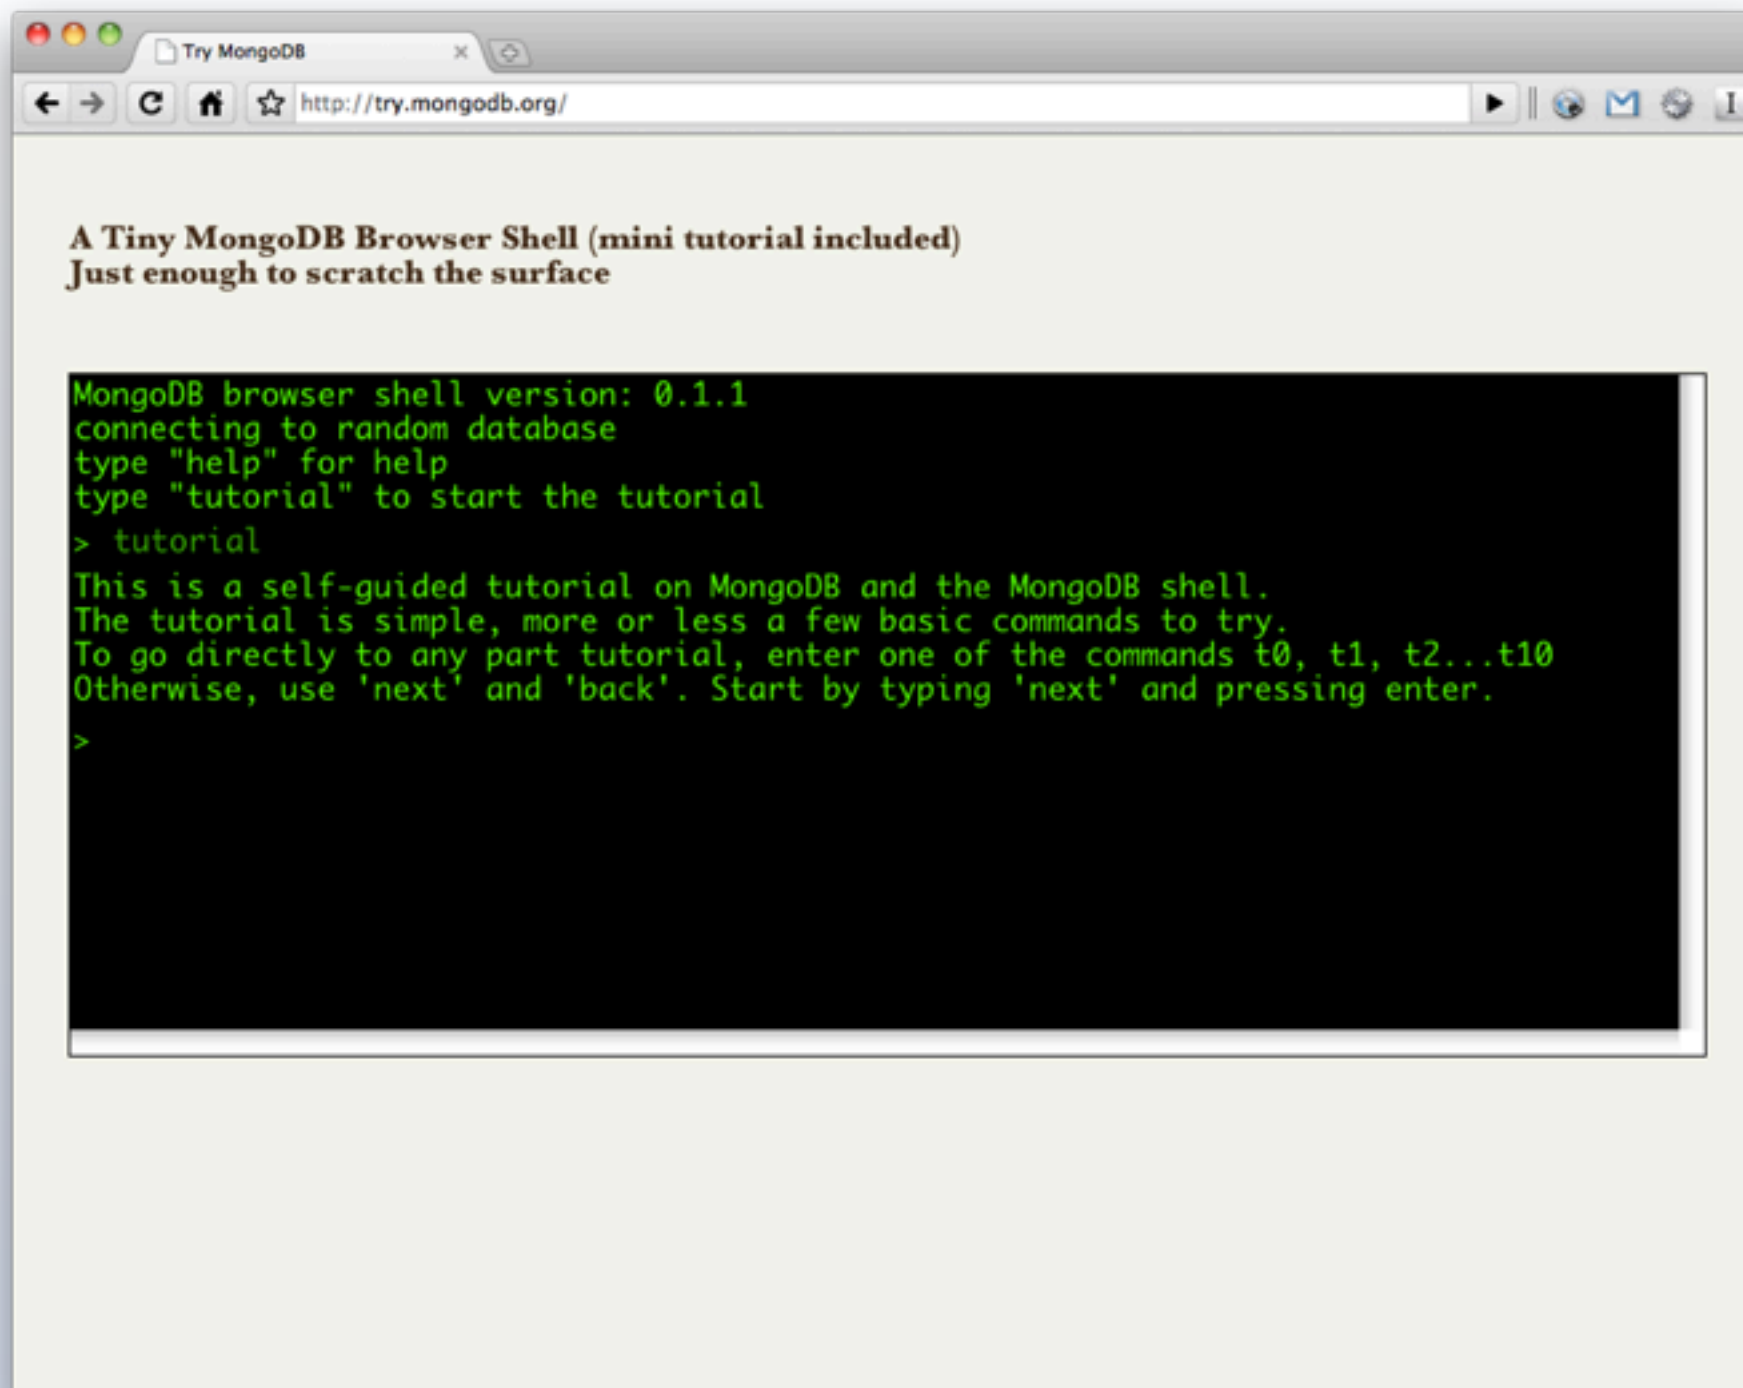 Try MongoDB
http://try.mongodb.org/
I
A Tiny MongoDB Browser Shell (mini tutorial included)
Just enough to scratch the surface
MongoDB browser shell version: 0.1.1
connecting to random database
type "help" for help
type "tutorial" to start the tutorial
> tutorial
This is a self-guided tutorial on MongoDB and the MongoDB shell.
The tutorial is simple, more or less a few basic commands to try.
To go directly to any part tutorial, enter one of the commands t0, t1, t2...t10
Otherwise, use 'next' and 'back'. Start by typing 'next' and pressing enter.
>